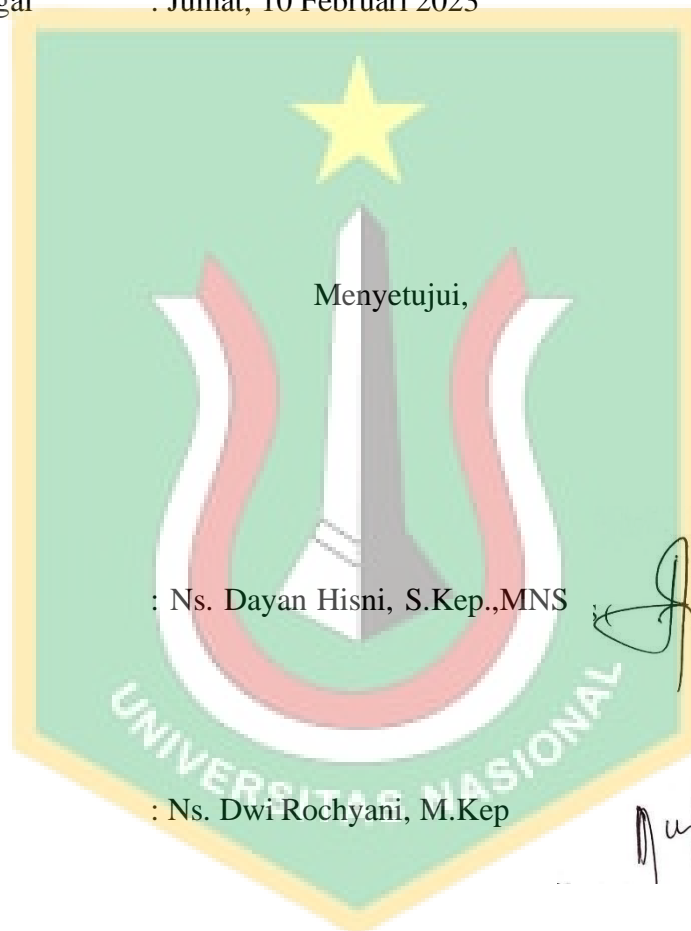 : Jumat, 10 Februari 2023
Menyetujui,
: Ns. Dayan Hisni, S.Kep.,MNS
UNIVERSITAS NASIONAL
: Ns. Dwi Rochyani, M.Kep